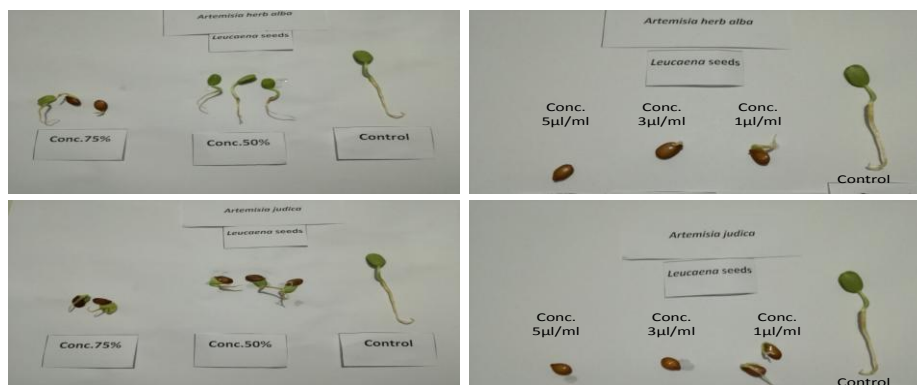 Artemisia herb alba
Leucaena seeds
Conc.75%
Conc.50%
Control
Artemisia herb alba
Leucaena seeds
Conc.
5µl/ml
Conc.
3µl/ml
Conc.
1µl/ml
Control
Artemisia judica
Leucaena seeds
Conc.75%
Conc.50%
Control
Artemisia judica
Leucaena seeds
Conc.
5µl/ml
Conc.
3µl/ml
Conc.
1µl/ml
Control